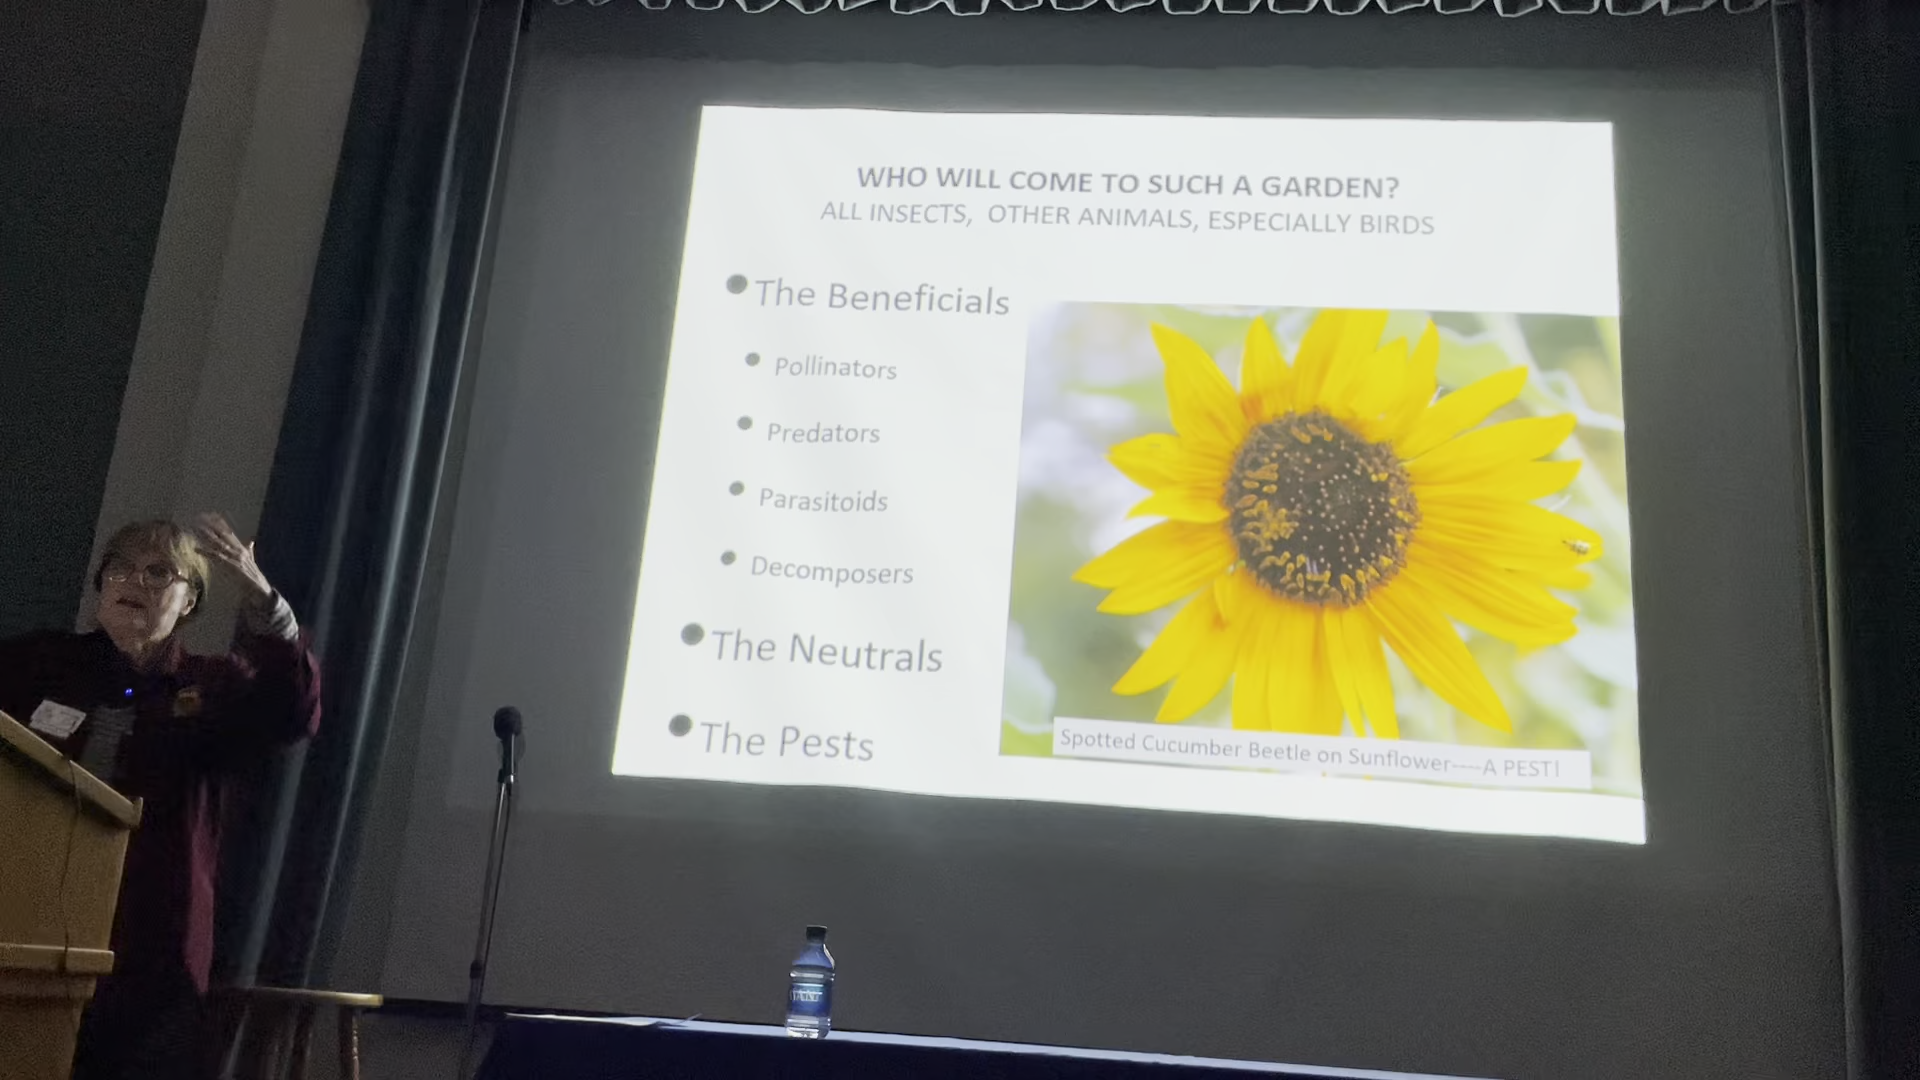 WHO WILL COME TO SUCH A GARDEN?
ALL INSECTS, OTHER ANIMALS, ESPECIALLY BIRDS
The Beneficials
Pollinators
Predators
Parasitoids
Decomposers
The Neutrals
The Pests
Spotted Cucumber Beetle on Sunflower----A PEST!